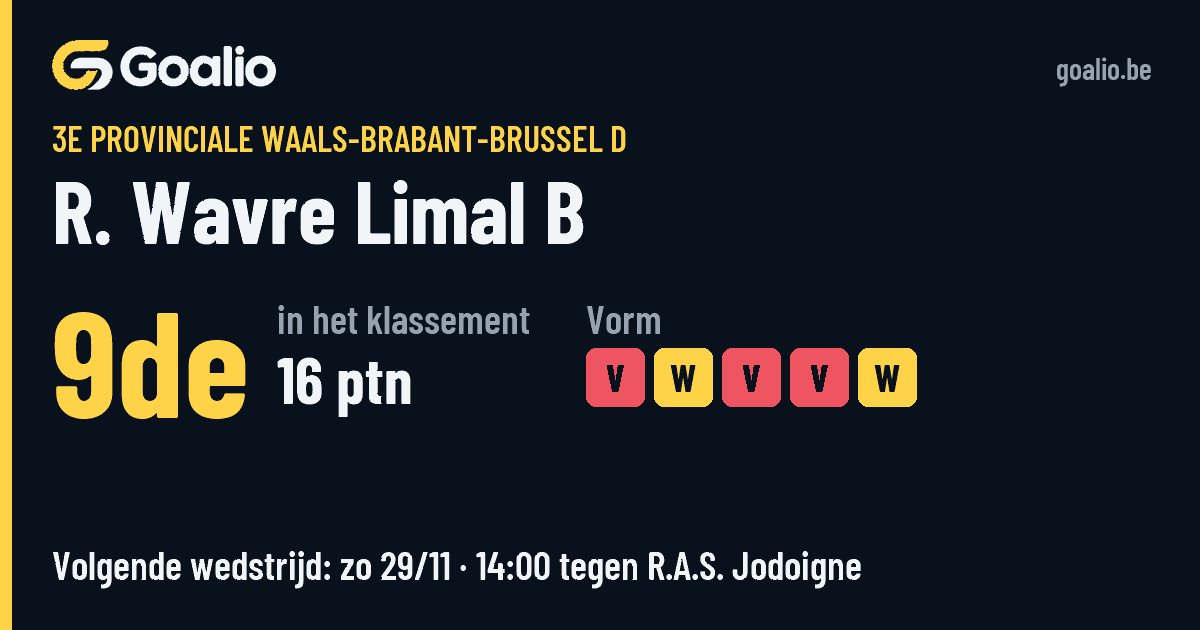 Goalio
goalio.be
3E PROVINCIALE WAALS-BRABANT-BRUSSEL D
R. Wavre Limal B
9de
in het klassement
16 ptn
Vorm
V W V V W
Volgende wedstrijd: zo 29/11 · 14:00 tegen R.A.S. Jodoigne